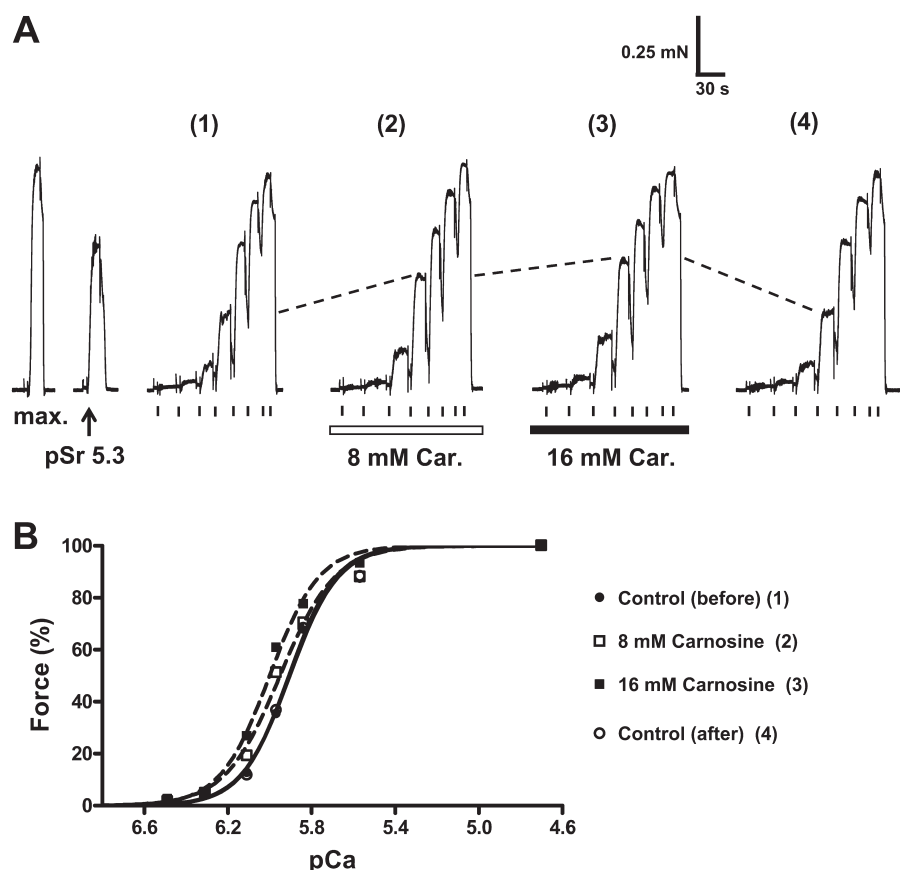 A
0.25 mN
30 s
(1) (2) (3) (4)
max.
pSr 5.3
8 mM Car.
16 mM Car.
B
Force (%)
100
80
60
40
20
0
6.6 6.2 5.8 5.4 5.0 4.6
pCa
Control (before) (1)
8 mM Carnosine (2)
16 mM Carnosine (3)
Control (after) (4)